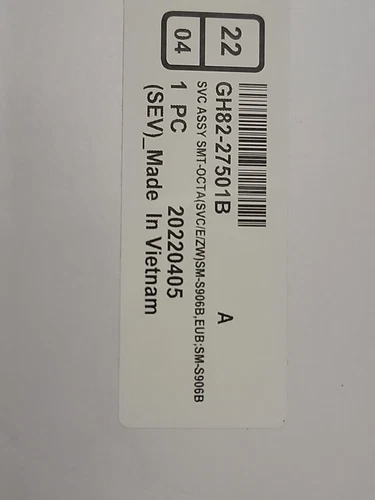 22
04
GH82-27501B A
SVC ASSY SMT-OCTA(SVC/E/ZW)SM-S906B,EUB;SM-S906B
1 PC 20220405
(SEV)_Made In Vietnam